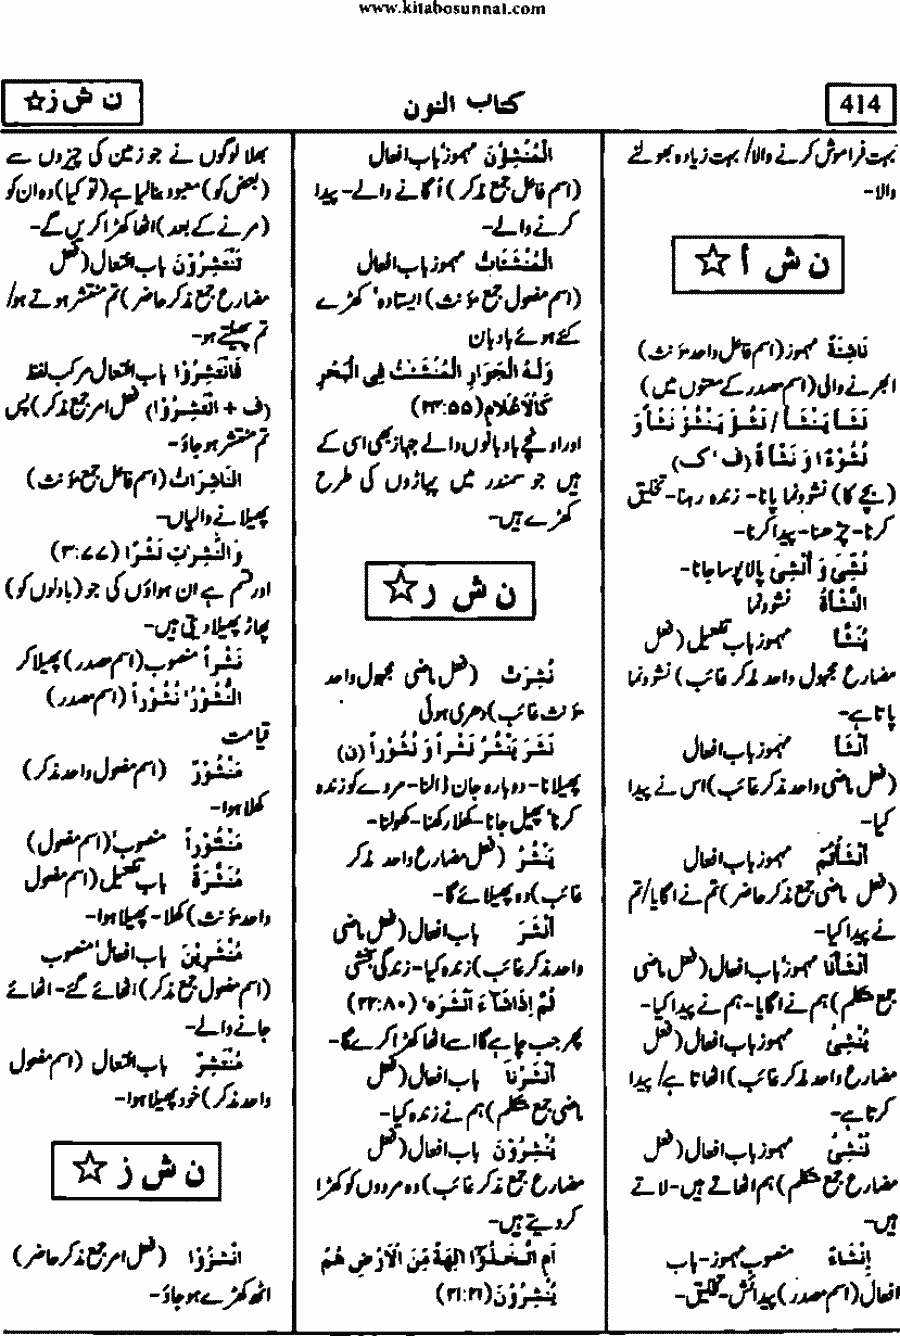 www.kitabosunnat.com
414
کتاب النون
ن ش ز☆
بہت فراموش کرنے والا/ بہت زیادہ بھولنے
والا-
ن ش أ☆
نَاشِئَةٌ مہموز (اسم فاعل واحد مؤنث)
ابھرنے والی (اسم مصدر کے معنوں میں)
نَشَأَ يَنْشَأُ/ نَشُؤَ يَنْشُؤُ نَشْأً وَ
نُشُوْءًا وَ نَشْأَةً (ف ' ک)
(بچے کا) نشوونما پانا- زندہ رہنا- تخلیق
کرنا- چڑھنا- پیدا کرنا-
نُشِّئَ وَ أُنْشِئَ پالا پوسا جانا-
النَّشْأَةُ نشوونما
يُنَشَّأُ مہموز باب تفعیل (فعل
مضارع مجہول واحد مذکر غائب) نشوونما
پاتا ہے-
أَنْشَأَ مہموز باب افعال
(فعل ماضی واحد مذکر غائب) اس نے پیدا
کیا-
أَنْشَأْتُمْ مہموز باب افعال
(فعل ماضی جمع مذکر حاضر) تم نے اگایا/ تم
نے پیدا کیا-
أَنْشَأْنَا مہموز' باب افعال (فعل ماضی
جمع متکلم) ہم نے اگایا- ہم نے پیدا کیا-
يُنْشِئُ مہموز باب افعال (فعل
مضارع واحد مذکر غائب) اٹھاتا ہے/ پیدا
کرتا ہے-
نُنْشِئُ مہموز باب افعال (فعل
مضارع جمع متکلم) ہم اٹھاتے ہیں- لاتے
ہیں-
إِنْشَاءً منصوب مہموز- باب
افعال (اسم مصدر) پیدائش- تخلیق-
الْمُنْشِؤُنَ مہموز' باب افعال
(اسم فاعل جمع مذکر) اُگانے والے- پیدا
کرنے والے-
الْمُنْشَئَاتُ مہموز باب افعال
(اسم مفعول جمع مؤنث) ایستادہ' کھڑے
کئے ہوئے بادبان
وَلَهُ الْجَوَارِ الْمُنْشَئٰتُ فِي الْبَحْرِ
كَالْاَعْلَامِ (۵۵:۲۴)
اور اونچے بادبانوں والے جہاز بھی اسی کے
ہیں جو سمندر میں پہاڑوں کی طرح
کھڑے ہیں-
ن ش ر☆
نُشِرَتْ (فعل ماضی مجہول واحد
مؤنث غائب) دھری ہوئی
نَشَرَ يَنْشُرُ نَشْراً وَ نُشُوْراً (ن)
پھیلانا- دوبارہ جان ڈالنا- مردے کو زندہ
کرنا' پھیل جانا- کھلا رکھنا- کھولنا-
يَنْشُرُ (فعل مضارع واحد مذکر
غائب) وہ پھیلائے گا-
أَنْشَرَ باب افعال (فعل ماضی
واحد مذکر غائب) زندہ کیا- زندگی بخشی
ثُمَّ اِذَا شَآءَ اَنْشَرَهٗ (۸۰:۲۲)
پھر جب چاہے گا اسے اٹھا کھڑا کرے گا-
أَنْشَرْنَا باب افعال (فعل
ماضی جمع متکلم) ہم نے زندہ کیا-
يُنْشِرُوْنَ باب افعال (فعل
مضارع جمع مذکر غائب) وہ مردوں کو کھڑا
کر دیتے ہیں-
اَمِ اتَّخَذُوْٓا اٰلِهَةً مِّنَ الْاَرْضِ هُمْ
يُنْشِرُوْنَ (۲۱:۲۱)
بھلا لوگوں نے جو زمین کی چیزوں سے
(بعض کو) معبود بنا لیا ہے (تو کیا) وہ ان کو
(مرنے کے بعد) اٹھا کھڑا کریں گے-
تَنْتَشِرُوْنَ باب افتعال (فعل
مضارع جمع مذکر حاضر) تم منتشر ہوتے ہو/
تم پھیلتے ہو-
فَانْتَشِرُوْا باب افتعال مرکب لفظ
(ف + انْتَشِرُوْا) فعل امر جمع مذکر) پس
تم منتشر ہو جاؤ-
النَاشِرَاتُ (اسم فاعل جمع مؤنث)
پھیلانے والیاں-
وَالنّٰشِرٰتِ نَشْرًا (۷۷:۳)
اور قسم ہے ان ہواؤں کی جو (بادلوں کو)
پھاڑ پھیلا دیتی ہیں-
نَشْراً منصوب (اسم مصدر) پھیلا کر
النُّشُوْرُ' نُشُوْراً (اسم مصدر)
قیامت
مَنْشُوْرٌ (اسم مفعول واحد مذکر)
کھلا ہوا-
مَنْشُوْراً منصوب' (اسم مفعول)
مُنَشَّرَةً باب تفعیل (اسم مفعول
واحد مؤنث) کھلا- پھیلا ہوا-
مُنْشَرِيْنَ باب افعال' منصوب
(اسم مفعول جمع مذکر) اٹھائے گئے- اٹھائے
جانے والے-
مُنْتَشِرٌ باب افتعال (اسم مفعول
واحد مذکر) خود پھیلا ہوا-
ن ش ز☆
انْشُزُوْا (فعل امر جمع مذکر حاضر)
اٹھ کھڑے ہو جاؤ-